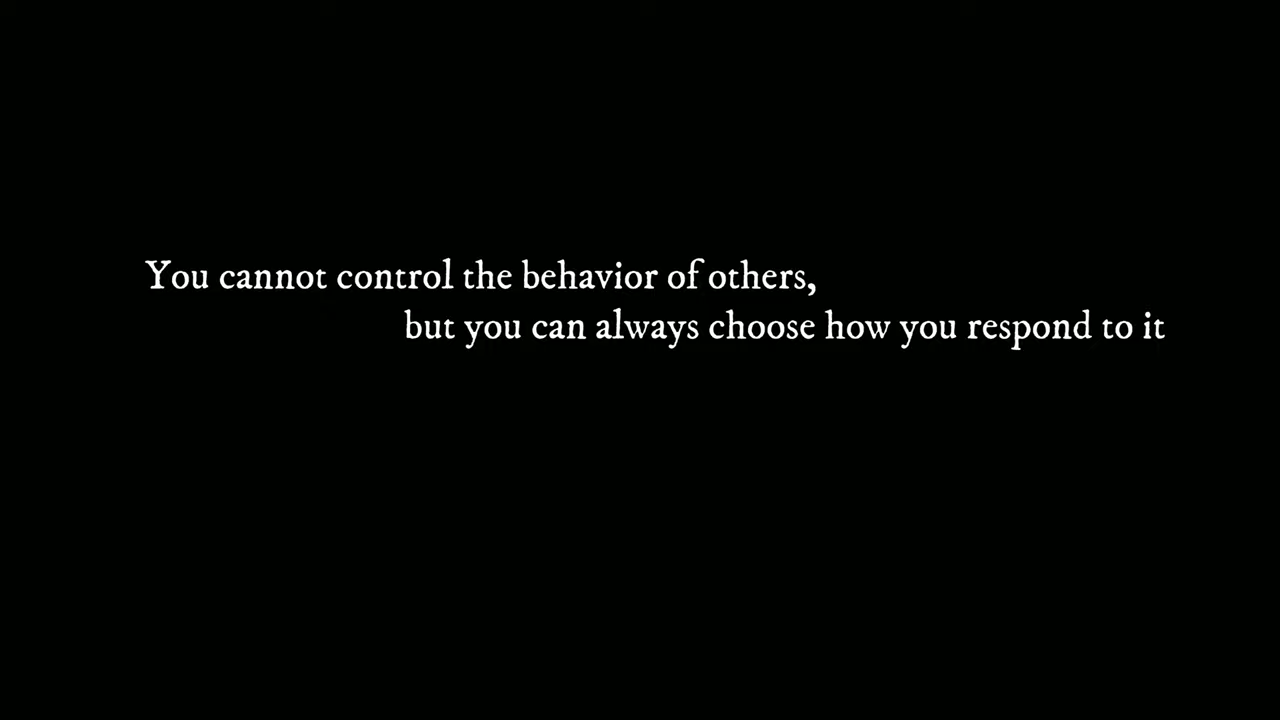 You cannot control the behavior of others,
but you can always choose how you respond to it